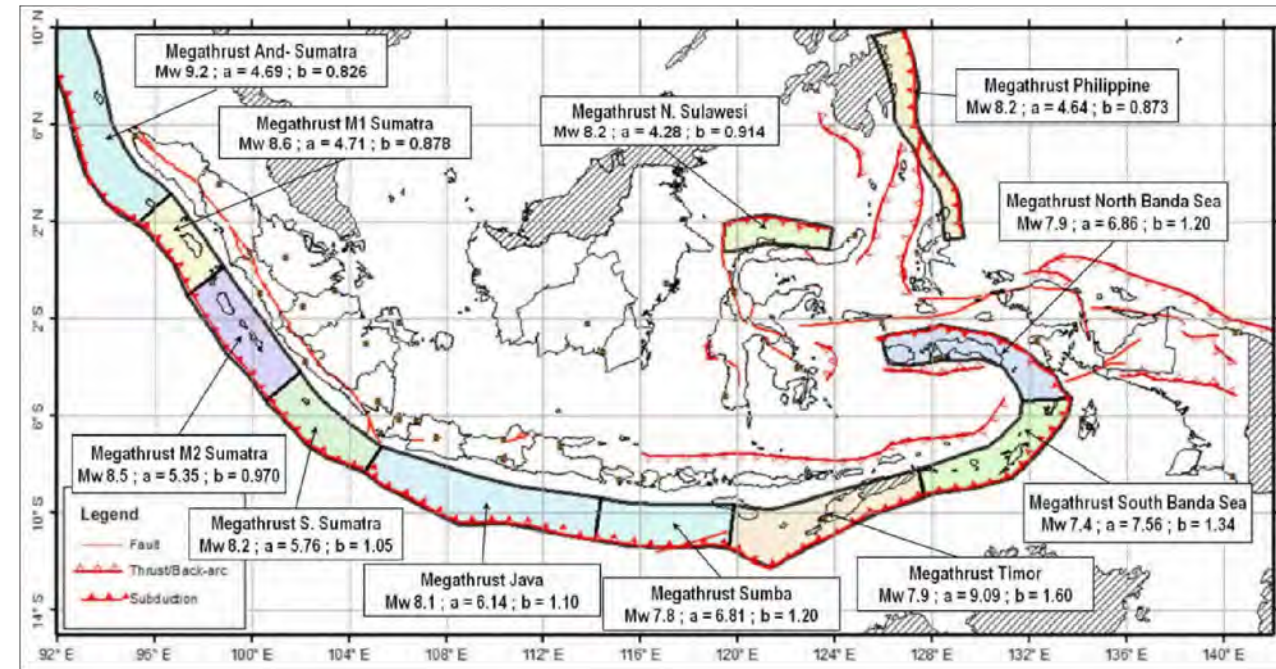 10° N
6°N
2°N
2°S
6°S
10°S
14°S
Megathrust And- Sumatra
Mw 9.2 ; a = 4.69 ; b = 0.826
Megathrust M1 Sumatra
Mw 8.6 ; a = 4.71 ; b = 0.878
Megathrust N. Sulawesi
Mw 8.2 ; a = 4.28 ; b = 0.914
Megathrust Philippine
Mw 8.2 ; a = 4.64 ; b = 0.873
Megathrust North Banda Sea
Mw 7.9 ; a = 6.86 ; b = 1.20
Megathrust M2 Sumatra
Mw 8.5 ; a = 5.35 ; b = 0.970
Megathrust S. Sumatra
Mw 8.2 ; a = 5.76 ; b = 1.05
Megathrust Java
Mw 8.1 ; a = 6.14 ; b = 1.10
Megathrust Sumba
Mw 7.8 ; a = 6.81 ; b = 1.20
Megathrust Timor
Mw 7.9 ; a = 9.09 ; b = 1.60
Megathrust South Banda Sea
Mw 7.4 ; a = 7.56 ; b = 1.34
Legend
Fault
Thrust/Back-arc
Subduction
92° E
96° E
100° E
104° E
108° E
112° E
116° E
120° E
124° E
128° E
132° E
136° E
140° E